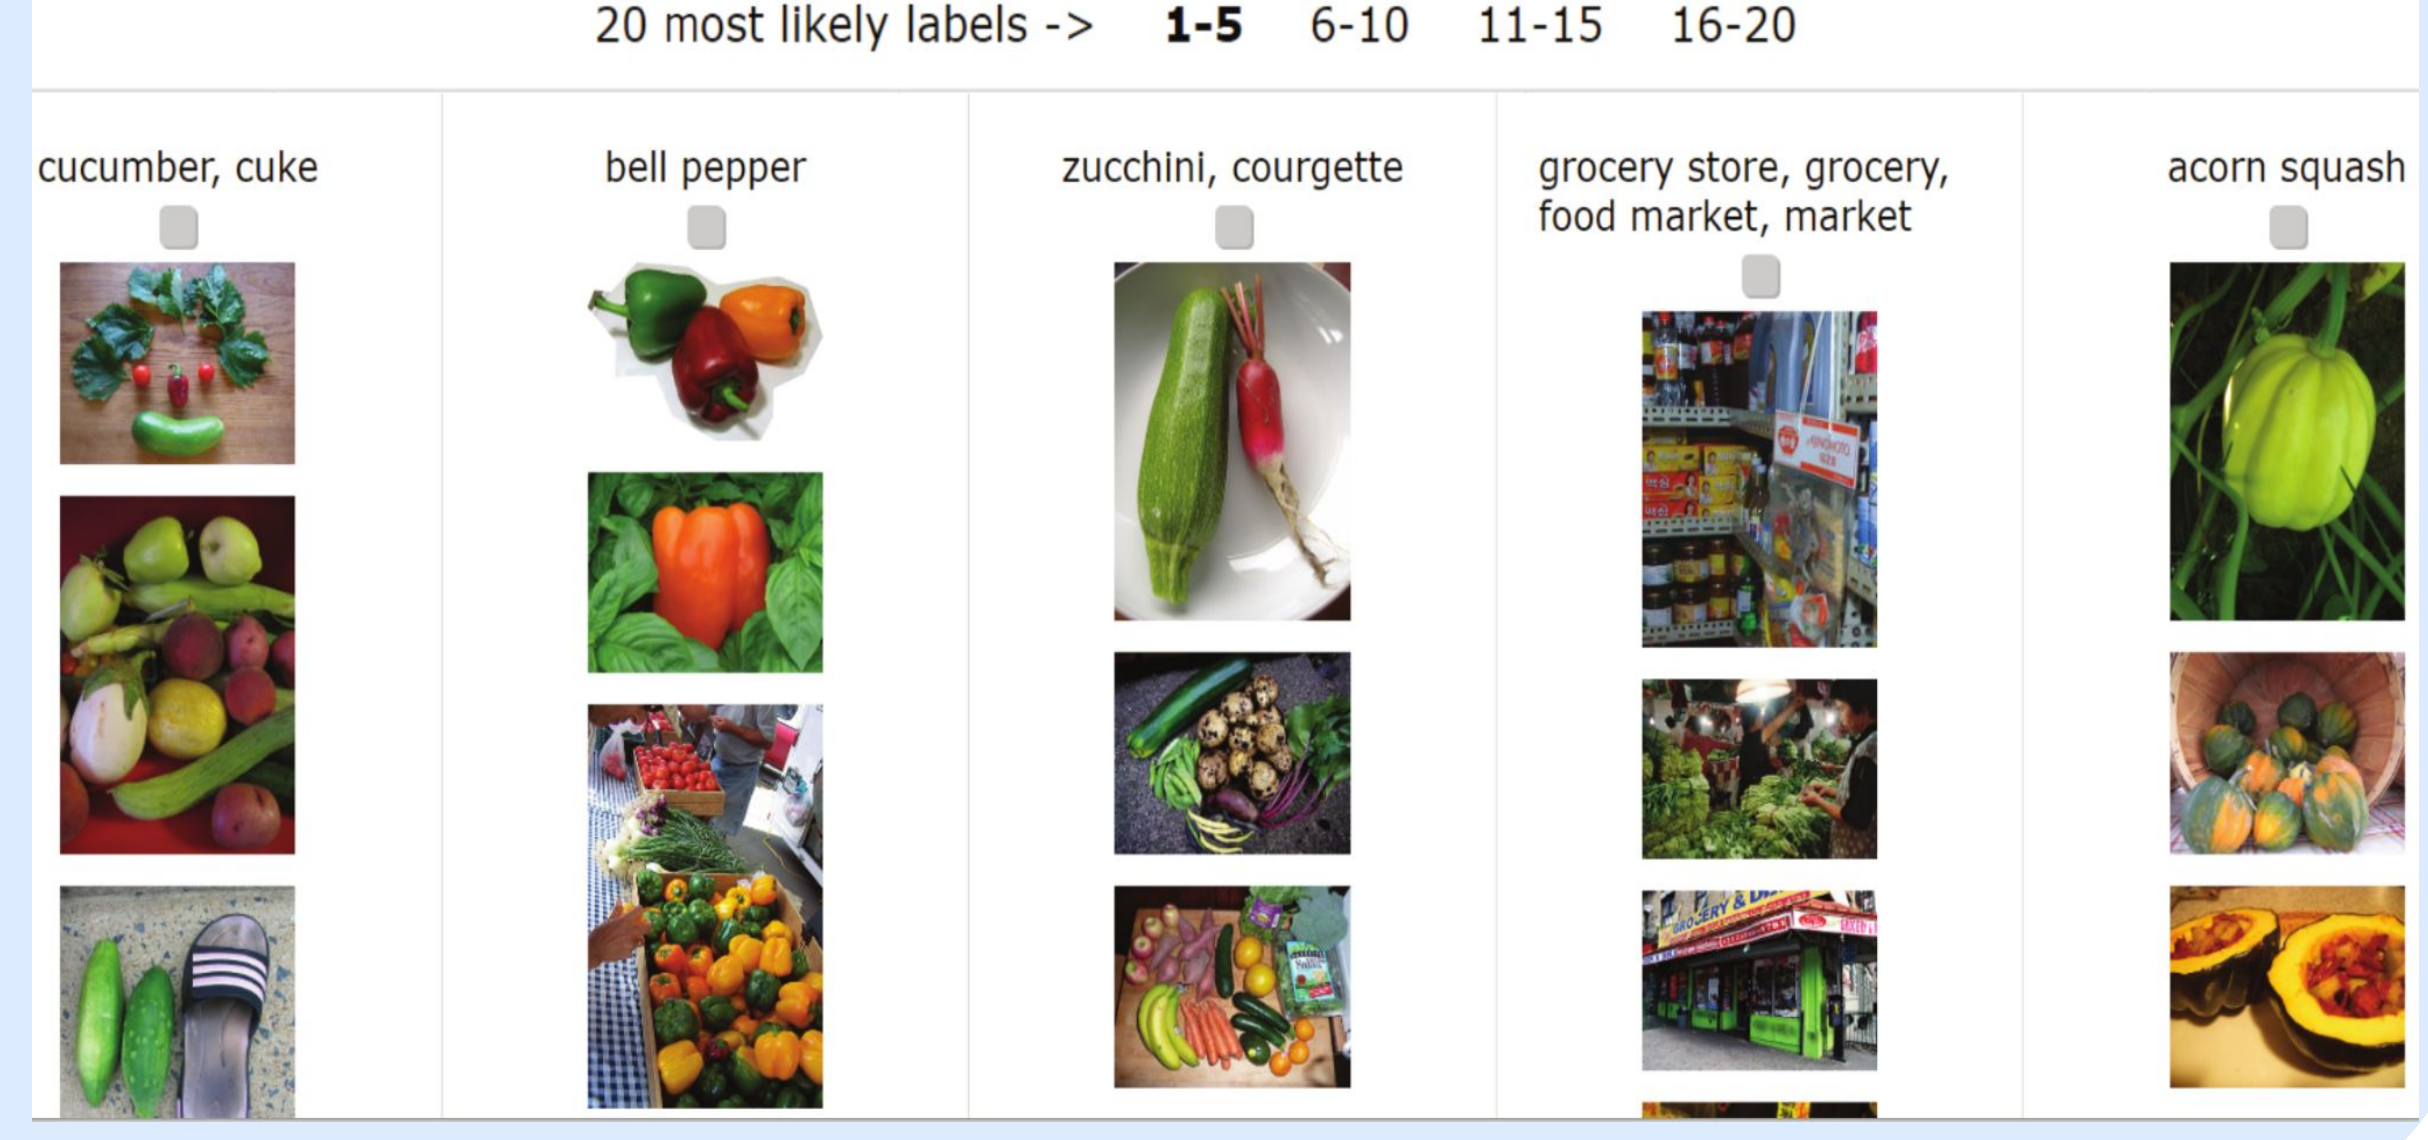 20 most likely labels -> 1-5 6-10 11-15 16-20
cucumber, cuke
bell pepper
zucchini, courgette
grocery store, grocery,
food market, market
acorn squash
GROCERY &